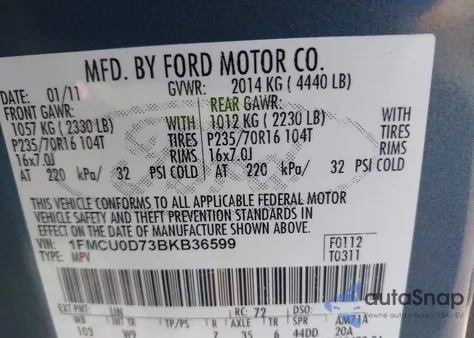 MFD. BY FORD MOTOR CO.
DATE: 01/11 GVWR: 2014 KG ( 4440 LB)
FRONT GAWR: REAR GAWR:
1057 KG ( 2330 LB) WITH 1012 KG ( 2230 LB) WITH
P235/70R16 104T TIRES P235/70R16 104T TIRES
16x7.0J RIMS 16x7.0J RIMS
AT 220 kPa/ 32 PSI COLD AT 220 kPa/ 32 PSI COLD
THIS VEHICLE CONFORMS TO ALL APPLICABLE FEDERAL MOTOR
VEHICLE SAFETY AND THEFT PREVENTION STANDARDS IN
EFFECT ON THE DATE OF MANUFACTURE SHOWN ABOVE.
VIN: 1FMCU0D73BKB36599 F0112
TYPE: MPV T0311
EXT PNT: LIN RC: 72 DSO:
WB INT TR TP/PS R AXLE TR SPR AM71A
103 W9 7 35 6 44DD 20A
autoSnap